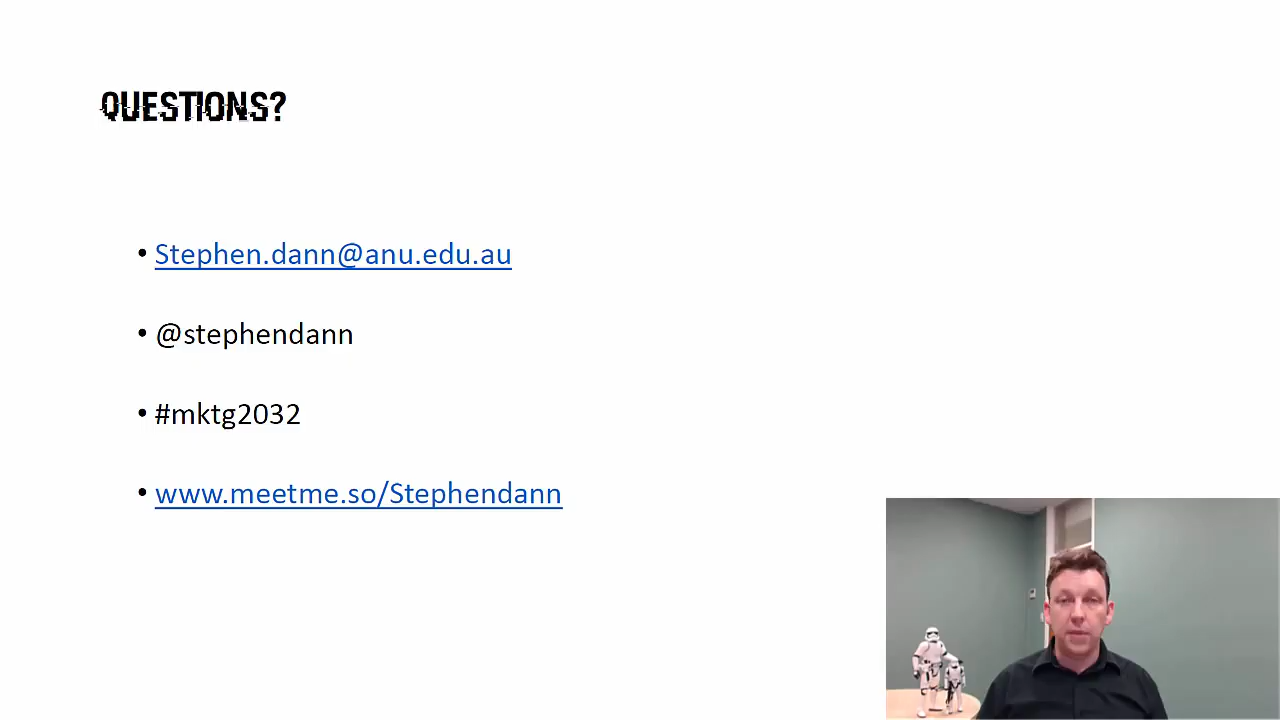 QUESTIONS?
• Stephen.dann@anu.edu.au
• @stephendann
• #mktg2032
• www.meetme.so/Stephendann